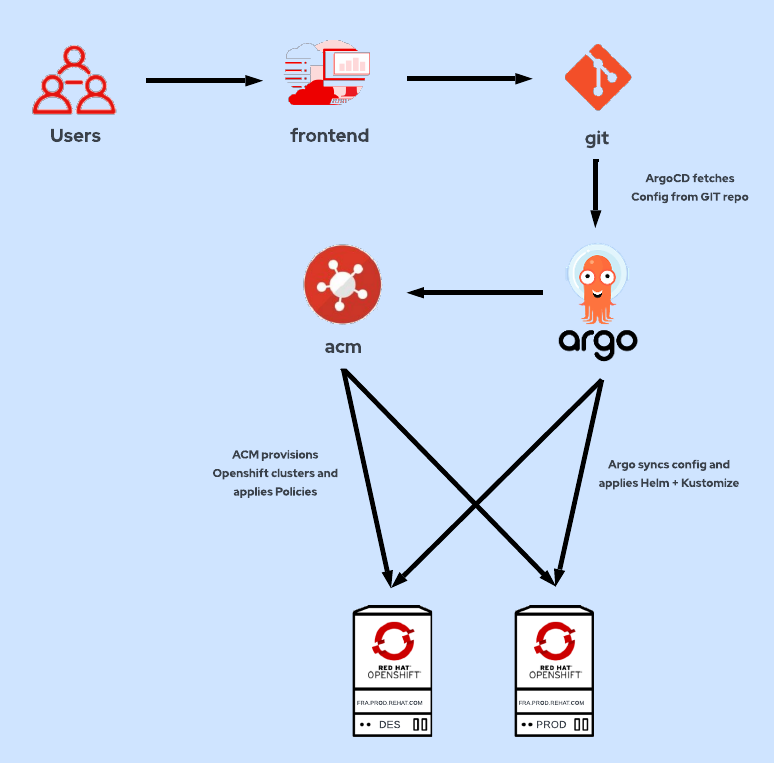 Users
frontend
git
ArgoCD fetches
Config from GIT repo
acm
argo
ACM provisions
Openshift clusters and
applies Policies
Argo syncs config and
applies Helm + Kustomize
RED HAT
OPENSHIFT
FRA.PROD.REHAT.COM
DES
RED HAT
OPENSHIFT
FRA.PROD.REHAT.COM
PROD